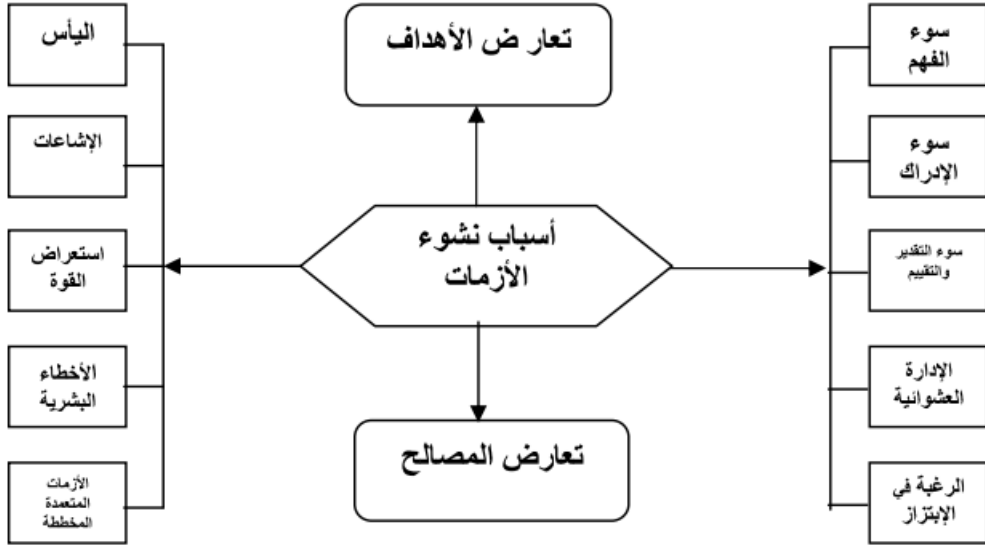 تعار ض الأهداف
سوء
الفهم
سوء
الإدراك
سوء التقدير
والتقييم
الإدارة
العشوائية
الرغبة في
الإبتزاز
أسباب نشوء
الأزمات
تعارض المصالح
اليأس
الإشاعات
استعراض
القوة
الأخطاء
البشرية
الأزمات
المتعمدة
المخططة